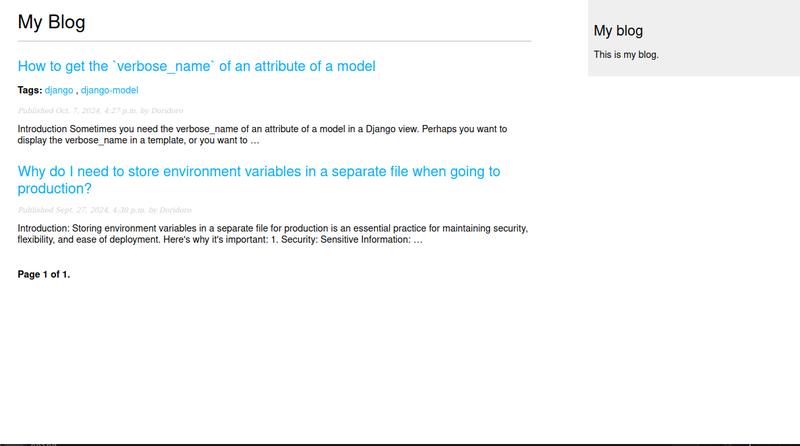 My Blog
How to get the `verbose_name` of an attribute of a model
Tags: django , django-model
Published Oct. 7, 2024, 4:27 p.m. by Doridoro
Introduction Sometimes you need the verbose_name of an attribute of a model in a Django view. Perhaps you want to
display the verbose_name in a template, or you want to …
Why do I need to store environment variables in a separate file when going to
production?
Published Sept. 27, 2024, 4:30 p.m. by Doridoro
Introduction: Storing environment variables in a separate file for production is an essential practice for maintaining security,
flexibility, and ease of deployment. Here's why it's important: 1. Security: Sensitive Information: …
Page 1 of 1.
My blog
This is my blog.